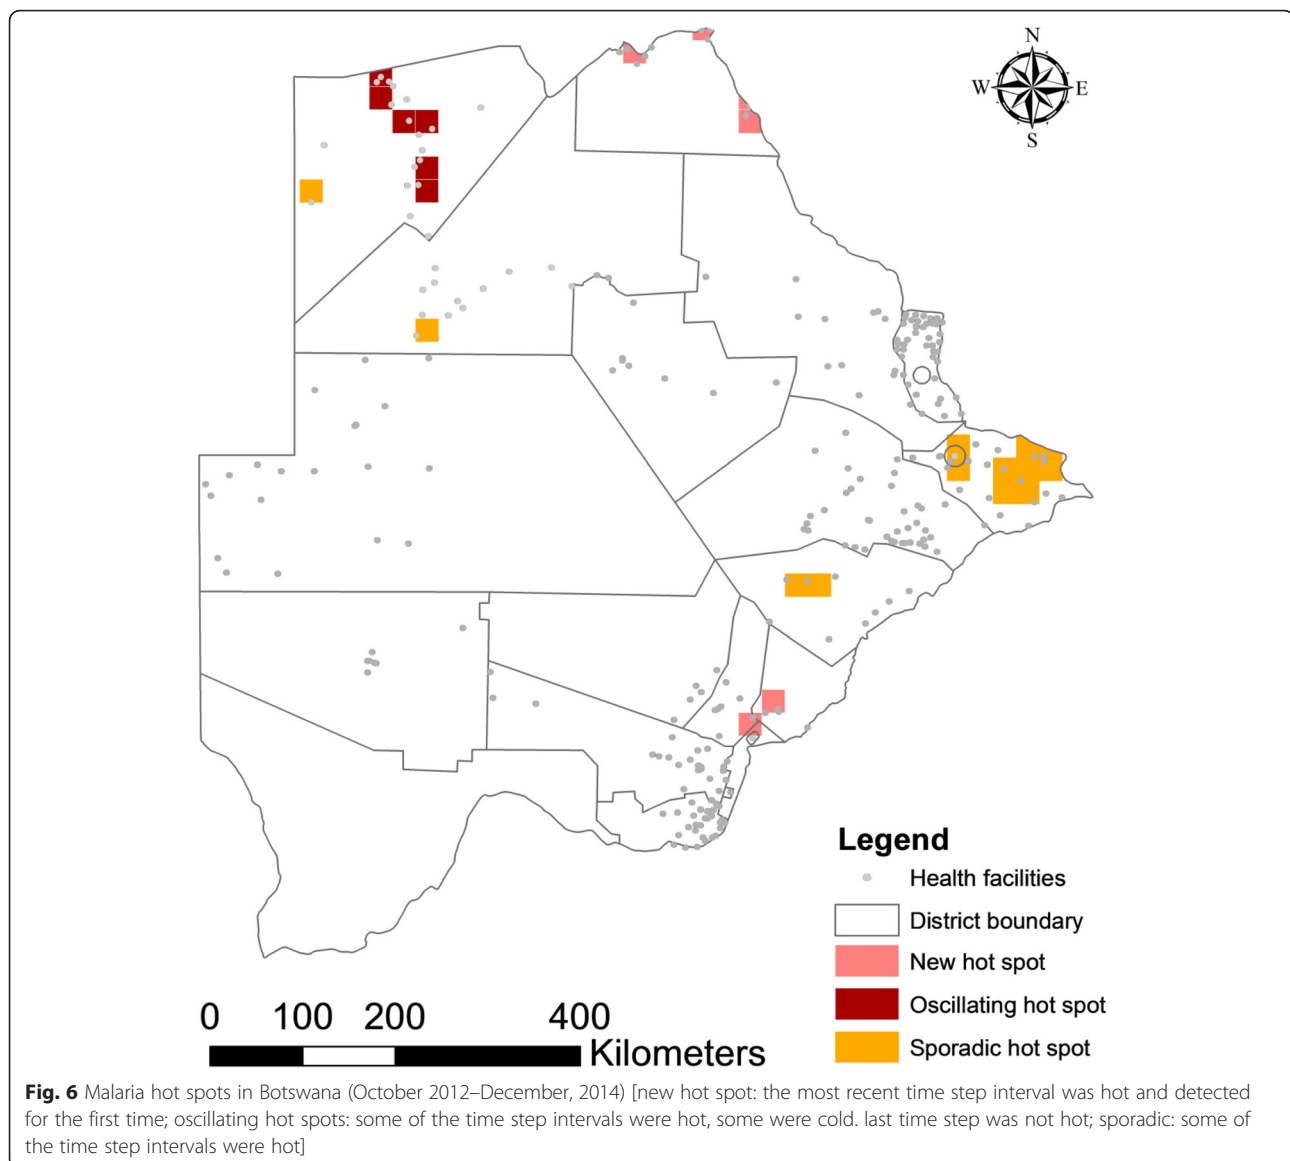 N
W E
S
Legend
Health facilities
District boundary
New hot spot
Oscillating hot spot
Sporadic hot spot
0 100 200 400
Kilometers
Fig. 6 Malaria hot spots in Botswana (October 2012–December, 2014) [new hot spot: the most recent time step interval was hot and detected
for the first time; oscillating hot spots: some of the time step intervals were hot, some were cold. last time step was not hot; sporadic: some of
the time step intervals were hot]